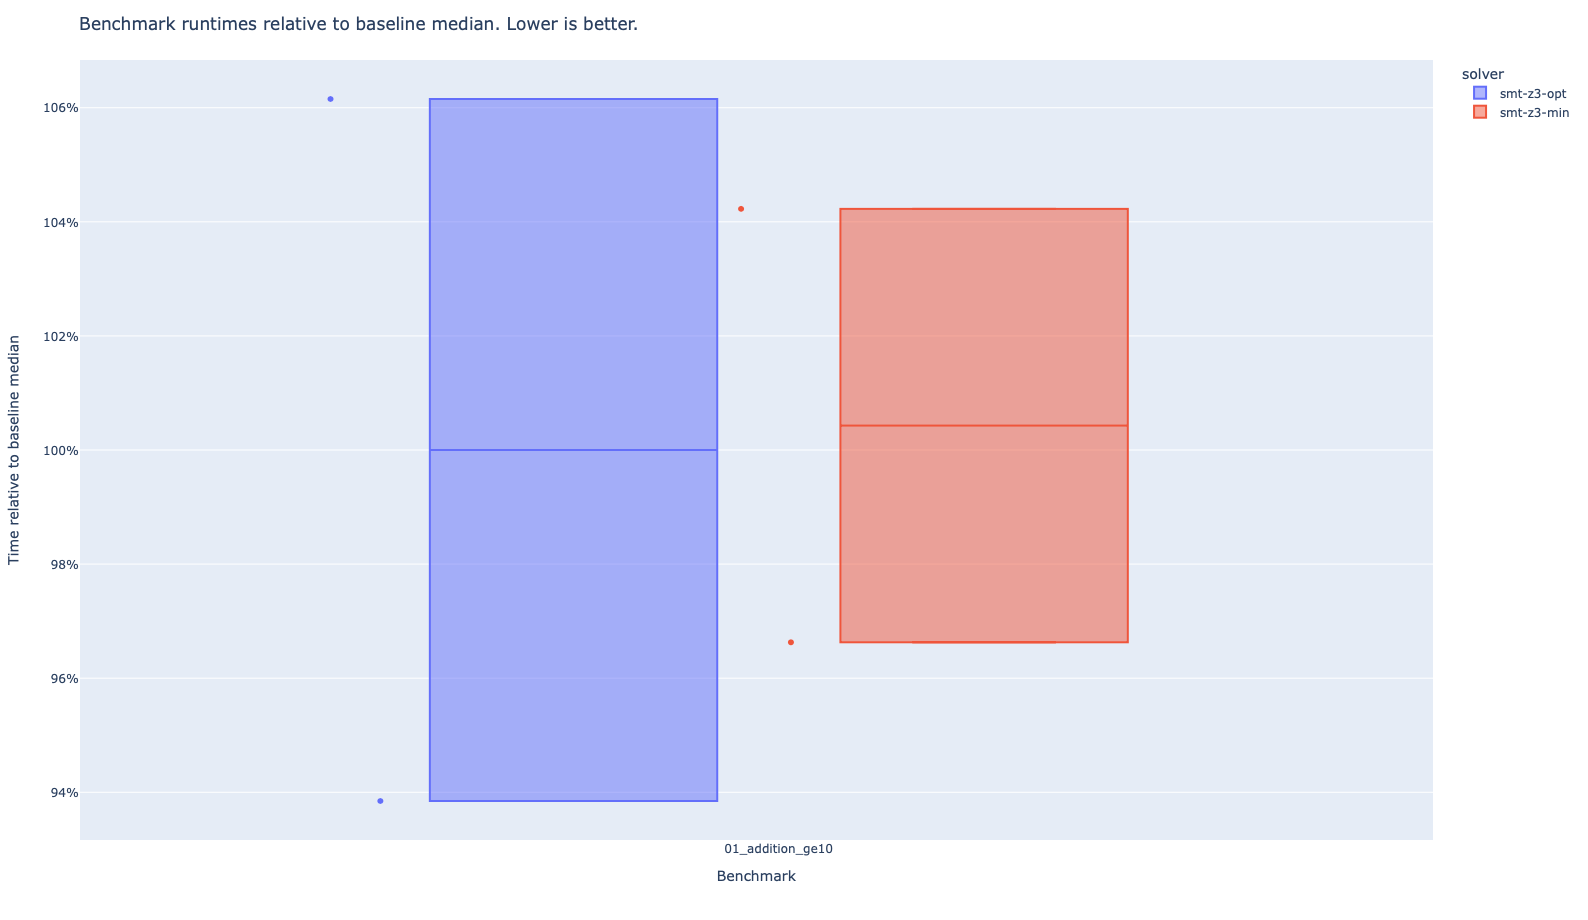 Benchmark runtimes relative to baseline median. Lower is better.
solver
smt-z3-opt
smt-z3-min
106%
104%
102%
100%
98%
96%
94%
Time relative to baseline median
01_addition_ge10
Benchmark